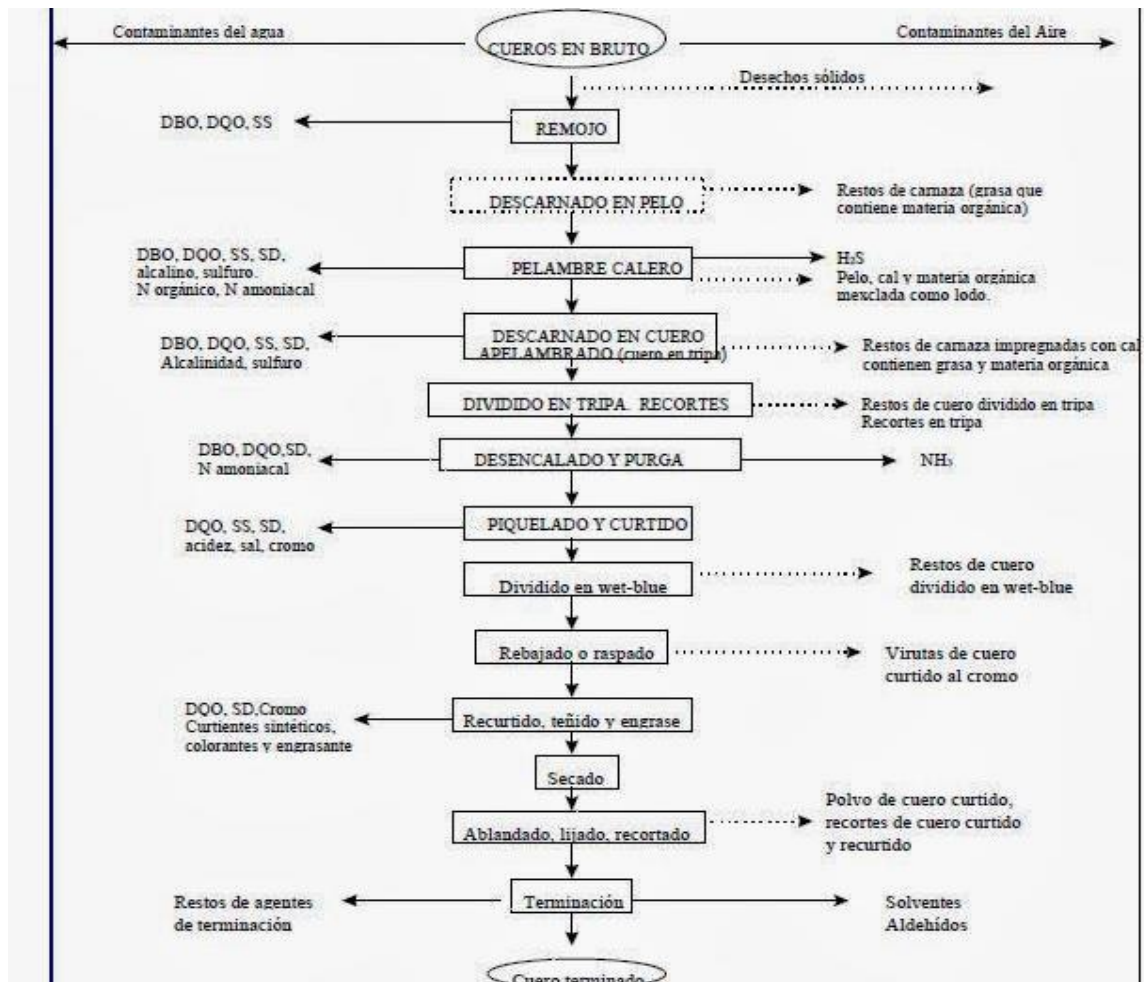 Contaminantes del agua
CUEROS EN BRUTO
Contaminantes del Aire
Desechos sólidos
DBO, DQO, SS
REMOJO
DESCARNADO EN PELO
Restos de carnaza (grasa que
contiene materia orgánica)
DBO, DQO, SS, SD,
alcalino, sulfuro.
N orgánico, N amoniacal
PELAMBRE CALERO
H₂S
Pelo, cal y materia orgánica
mexclada como lodo.
DBO, DQO, SS, SD,
Alcalinidad, sulfuro
DESCARNADO EN CUERO
APELAMBRADO (cuero en tripa)
Restos de carnaza impregnadas con cal
contienen grasa y materia orgánica
DIVIDIDO EN TRIPA. RECORTES
Restos de cuero dividido en tripa
Recortes en tripa
DBO, DQO,SD,
N amoniacal
DESENCALADO Y PURGA
NH₃
DQO, SS, SD,
acidez, sal, cromo
PIQUELADO Y CURTIDO
Dividido en wet-blue
Restos de cuero
dividido en wet-blue
Rebajado o raspado
Virutas de cuero
curtido al cromo
DQO, SD,Cromo
Curtientes sintéticos,
colorantes y engrasante
Recurtido, teñido y engrase
Secado
Ablandado, lijado, recortado
Polvo de cuero curtido,
recortes de cuero curtido
y recurtido
Restos de agentes
de terminación
Terminación
Solventes
Aldehídos
Cuero terminado